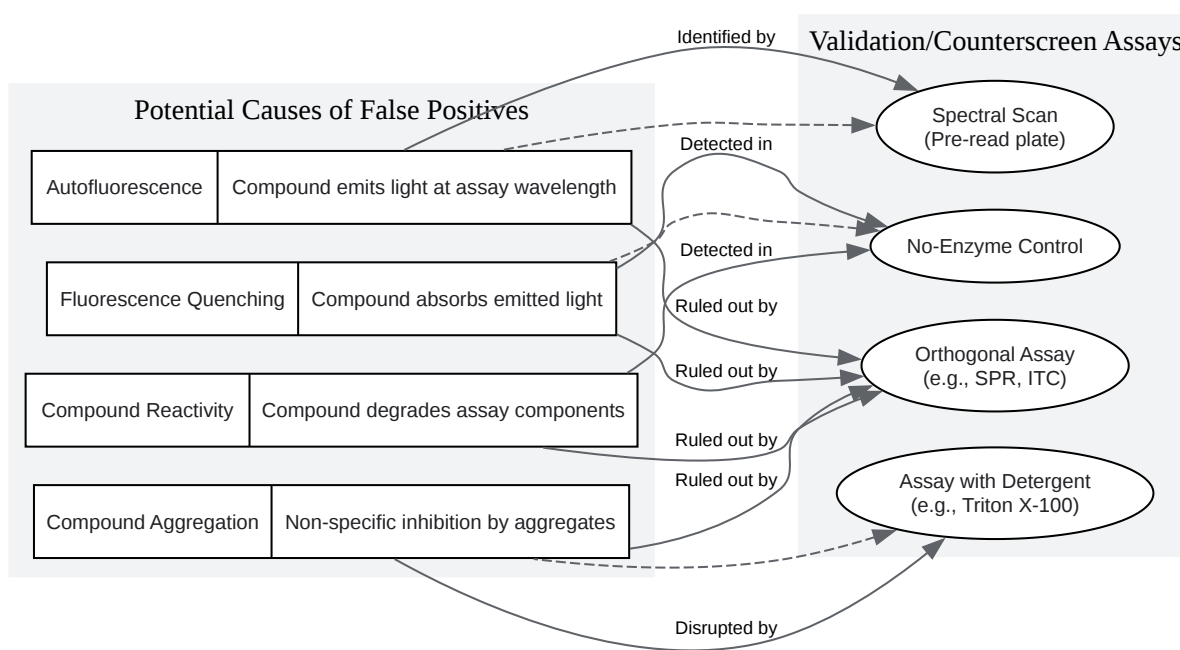 Potential Causes of False Positives
Autofluorescence
Compound emits light at assay wavelength
Fluorescence Quenching
Compound absorbs emitted light
Compound Reactivity
Compound degrades assay components
Compound Aggregation
Non-specific inhibition by aggregates
Identified by
Detected in
Detected in
Ruled out by
Ruled out by
Ruled out by
Ruled out by
Disrupted by
Validation/Counterscreen Assays
Spectral Scan
(Pre-read plate)
No-Enzyme Control
Orthogonal Assay
(e.g., SPR, ITC)
Assay with Detergent
(e.g., Triton X-100)